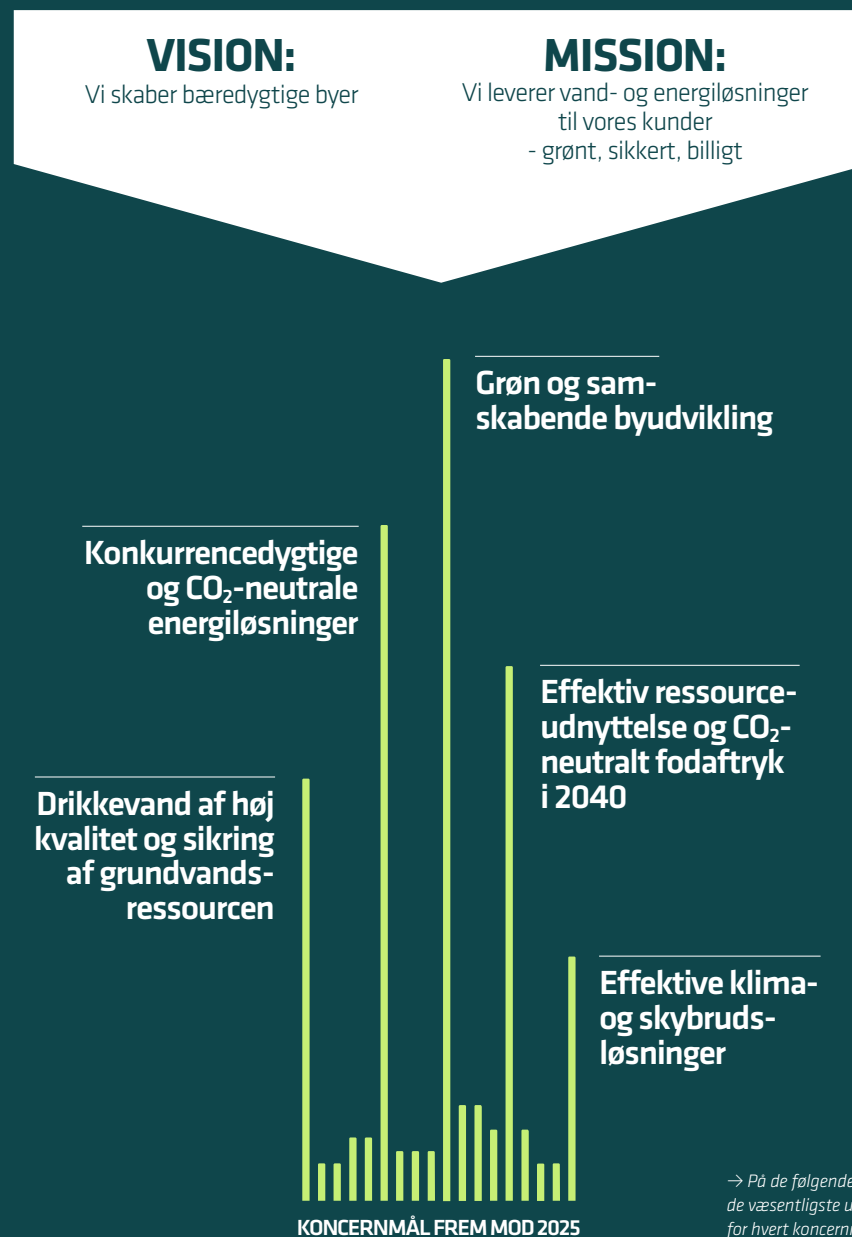 VISION:
Vi skaber bæredygtige byer
MISSION:
Vi leverer vand- og energiløsninger
til vores kunder
- grønt, sikkert, billigt
Grøn og sam-
skabende byudvikling
Konkurrencedygtige
og CO₂-neutrale
energiløsninger
Effektiv ressource-
udnyttelse og CO₂-
neutralt fodaftryk
i 2040
Drikkevand af høj
kvalitet og sikring
af grundvands-
ressourcen
Effektive klima-
og skybruds-
løsninger
KONCERNMÅL FREM MOD 2025
→ På de følgende
de væsentligste
for hvert